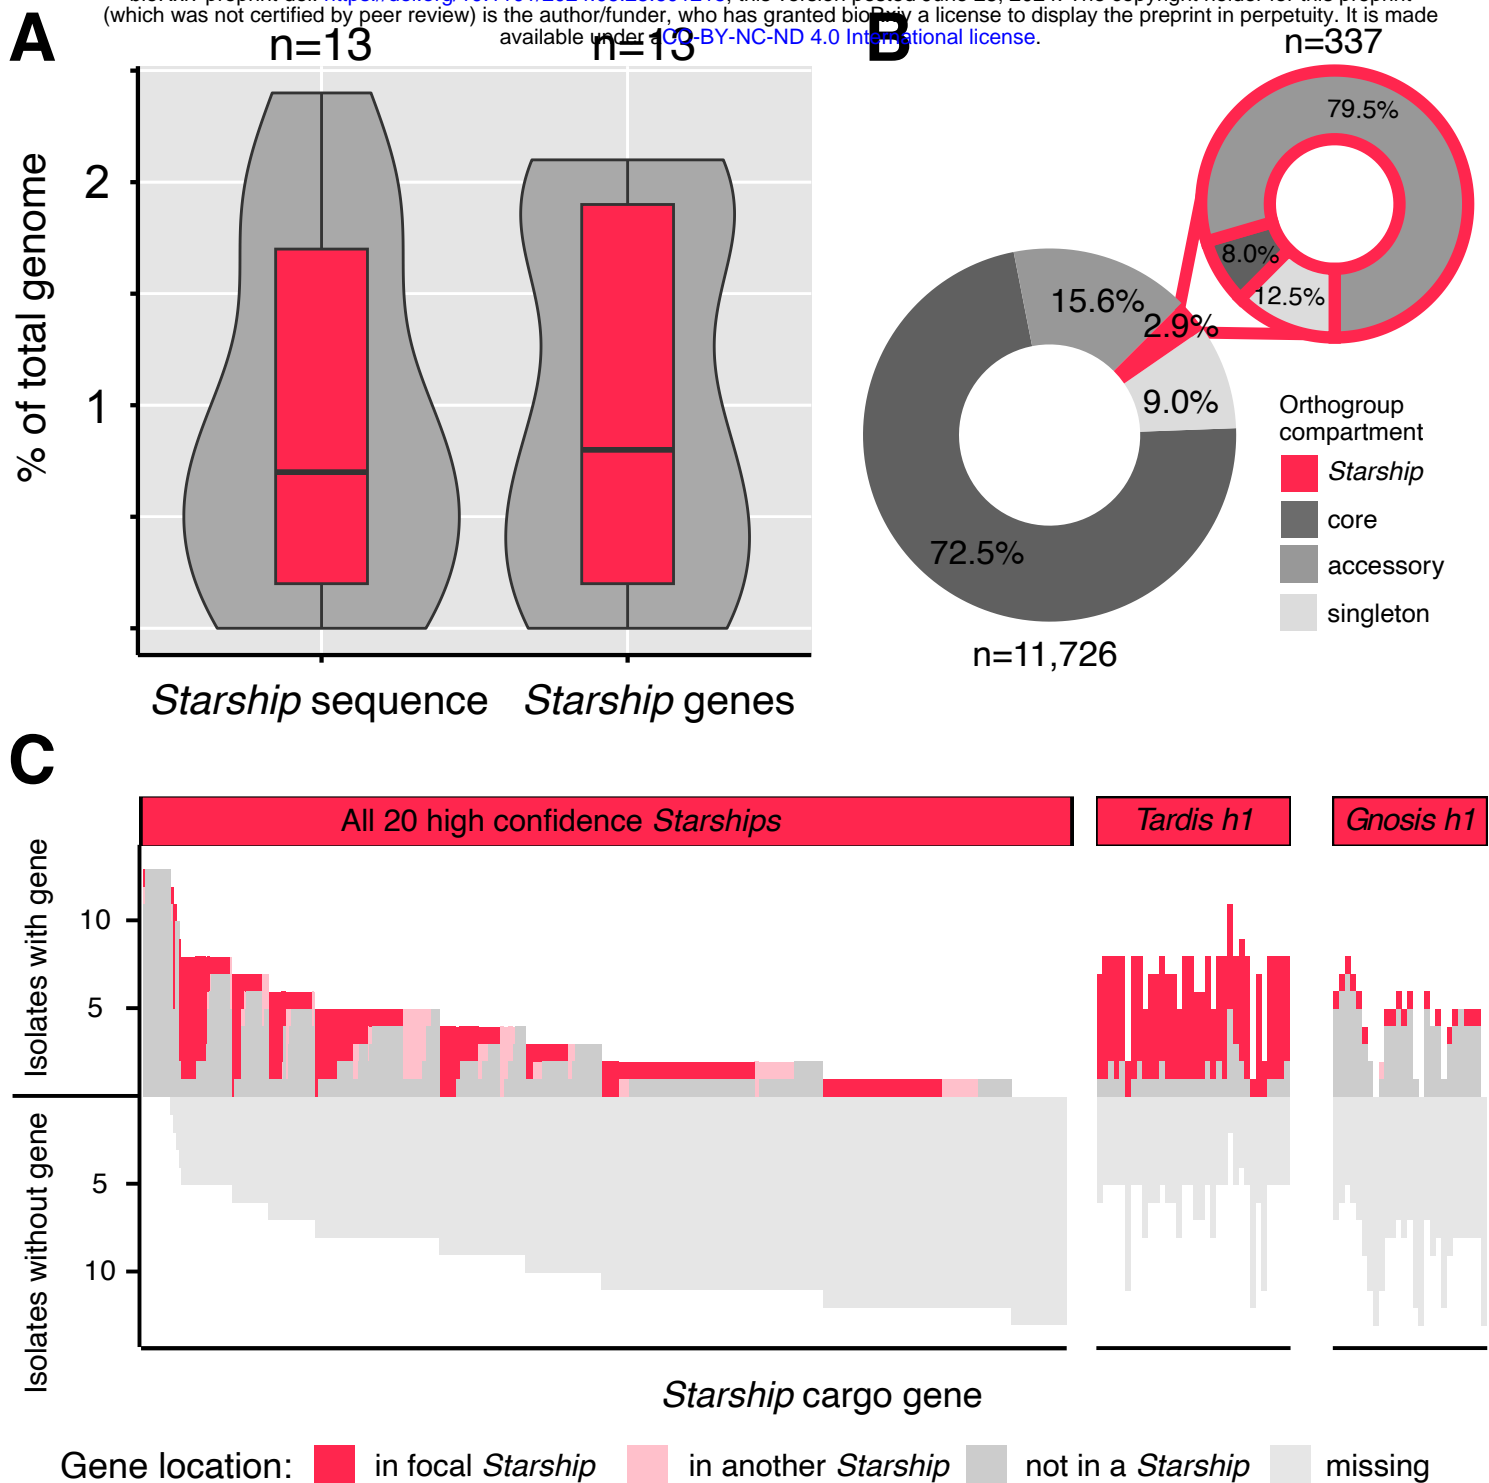 (which was not certified by peer review) is the author/funder, who has granted bioRxiv a license to display the preprint in perpetuity. It is made
available under aCC-BY-NC-ND 4.0 International license.
A
n=13
n=13
% of total genome
2
1
Starship sequence
Starship genes
B
n=337
79.5%
8.0%
12.5%
15.6%
2.9%
9.0%
72.5%
n=11,726
Orthogroup
compartment
Starship
core
accessory
singleton
C
All 20 high confidence Starships
Tardis h1
Gnosis h1
Isolates with gene
10
5
Isolates without gene
5
10
Starship cargo gene
Gene location:
in focal Starship
in another Starship
not in a Starship
missing